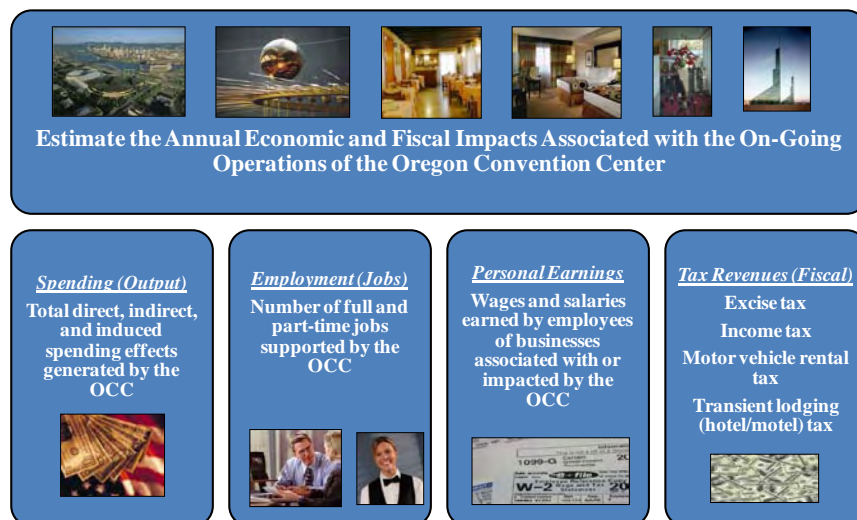 Estimate the Annual Economic and Fiscal Impacts Associated with the On-Going
Operations of the Oregon Convention Center
Spending (Output)
Total direct, indirect,
and induced
spending effects
generated by the
OCC
Employment (Jobs)
Number of full and
part-time jobs
supported by the
OCC
Personal Earnings
Wages and salaries
earned by employees
of businesses
associated with or
impacted by the
OCC
1099-G
W-2
Tax Revenues (Fiscal)
Excise tax
Income tax
Motor vehicle rental
tax
Transient lodging
(hotel/motel) tax